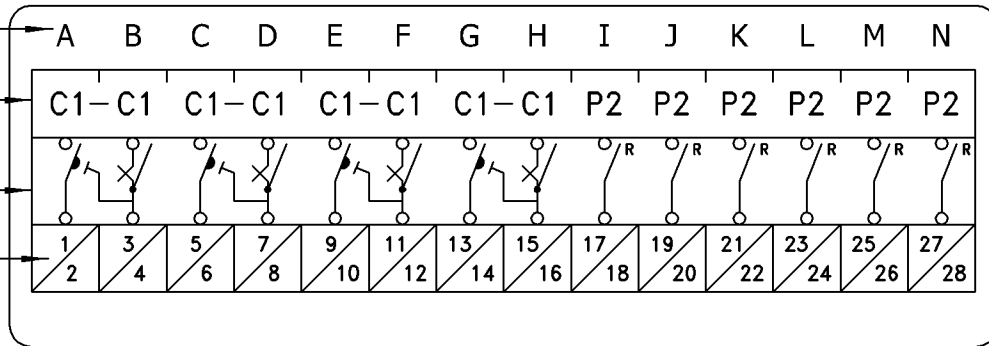 A B C D E F G H I J K L M N
C1-C1 C1-C1 C1-C1 C1-C1 P2 P2 P2 P2 P2 P2
R R R R R R
1 3 5 7 9 11 13 15 17 19 21 23 25 27
2 4 6 8 10 12 14 16 18 20 22 24 26 28